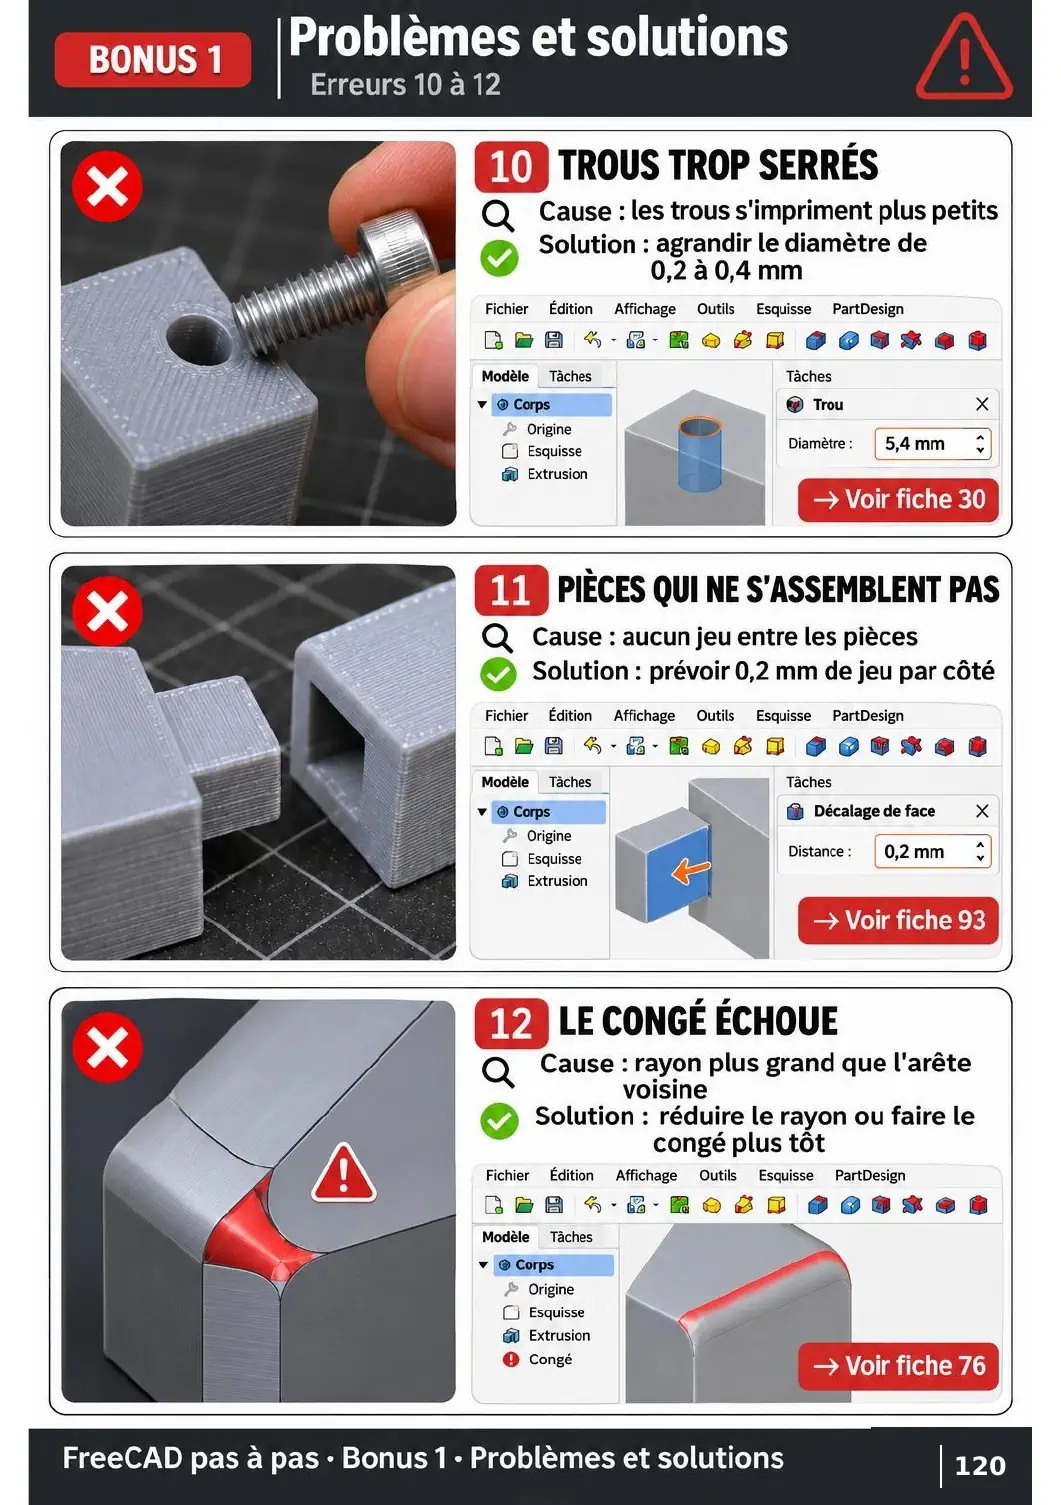 BONUS 1
Problèmes et solutions
Erreurs 10 à 12
10 TROUS TROP SERRÉS
Cause : les trous s'impriment plus petits
Solution : agrandir le diamètre de
0,2 à 0,4 mm
Fichier Édition Affichage Outils Esquisse PartDesign
Modèle Tâches
Corps
Origine
Esquisse
Extrusion
Tâches
Trou
Diamètre : 5,4 mm
→ Voir fiche 30
11 PIÈCES QUI NE S'ASSEMBLENT PAS
Cause : aucun jeu entre les pièces
Solution : prévoir 0,2 mm de jeu par côté
Fichier Édition Affichage Outils Esquisse PartDesign
Modèle Tâches
Corps
Origine
Esquisse
Extrusion
Tâches
Décalage de face
Distance : 0,2 mm
→ Voir fiche 93
12 LE CONGÉ ÉCHOUE
Cause : rayon plus grand que l'arête
voisine
Solution : réduire le rayon ou faire le
congé plus tôt
Fichier Édition Affichage Outils Esquisse PartDesign
Modèle Tâches
Corps
Origine
Esquisse
Extrusion
Congé
→ Voir fiche 76
FreeCAD pas à pas · Bonus 1 · Problèmes et solutions
120